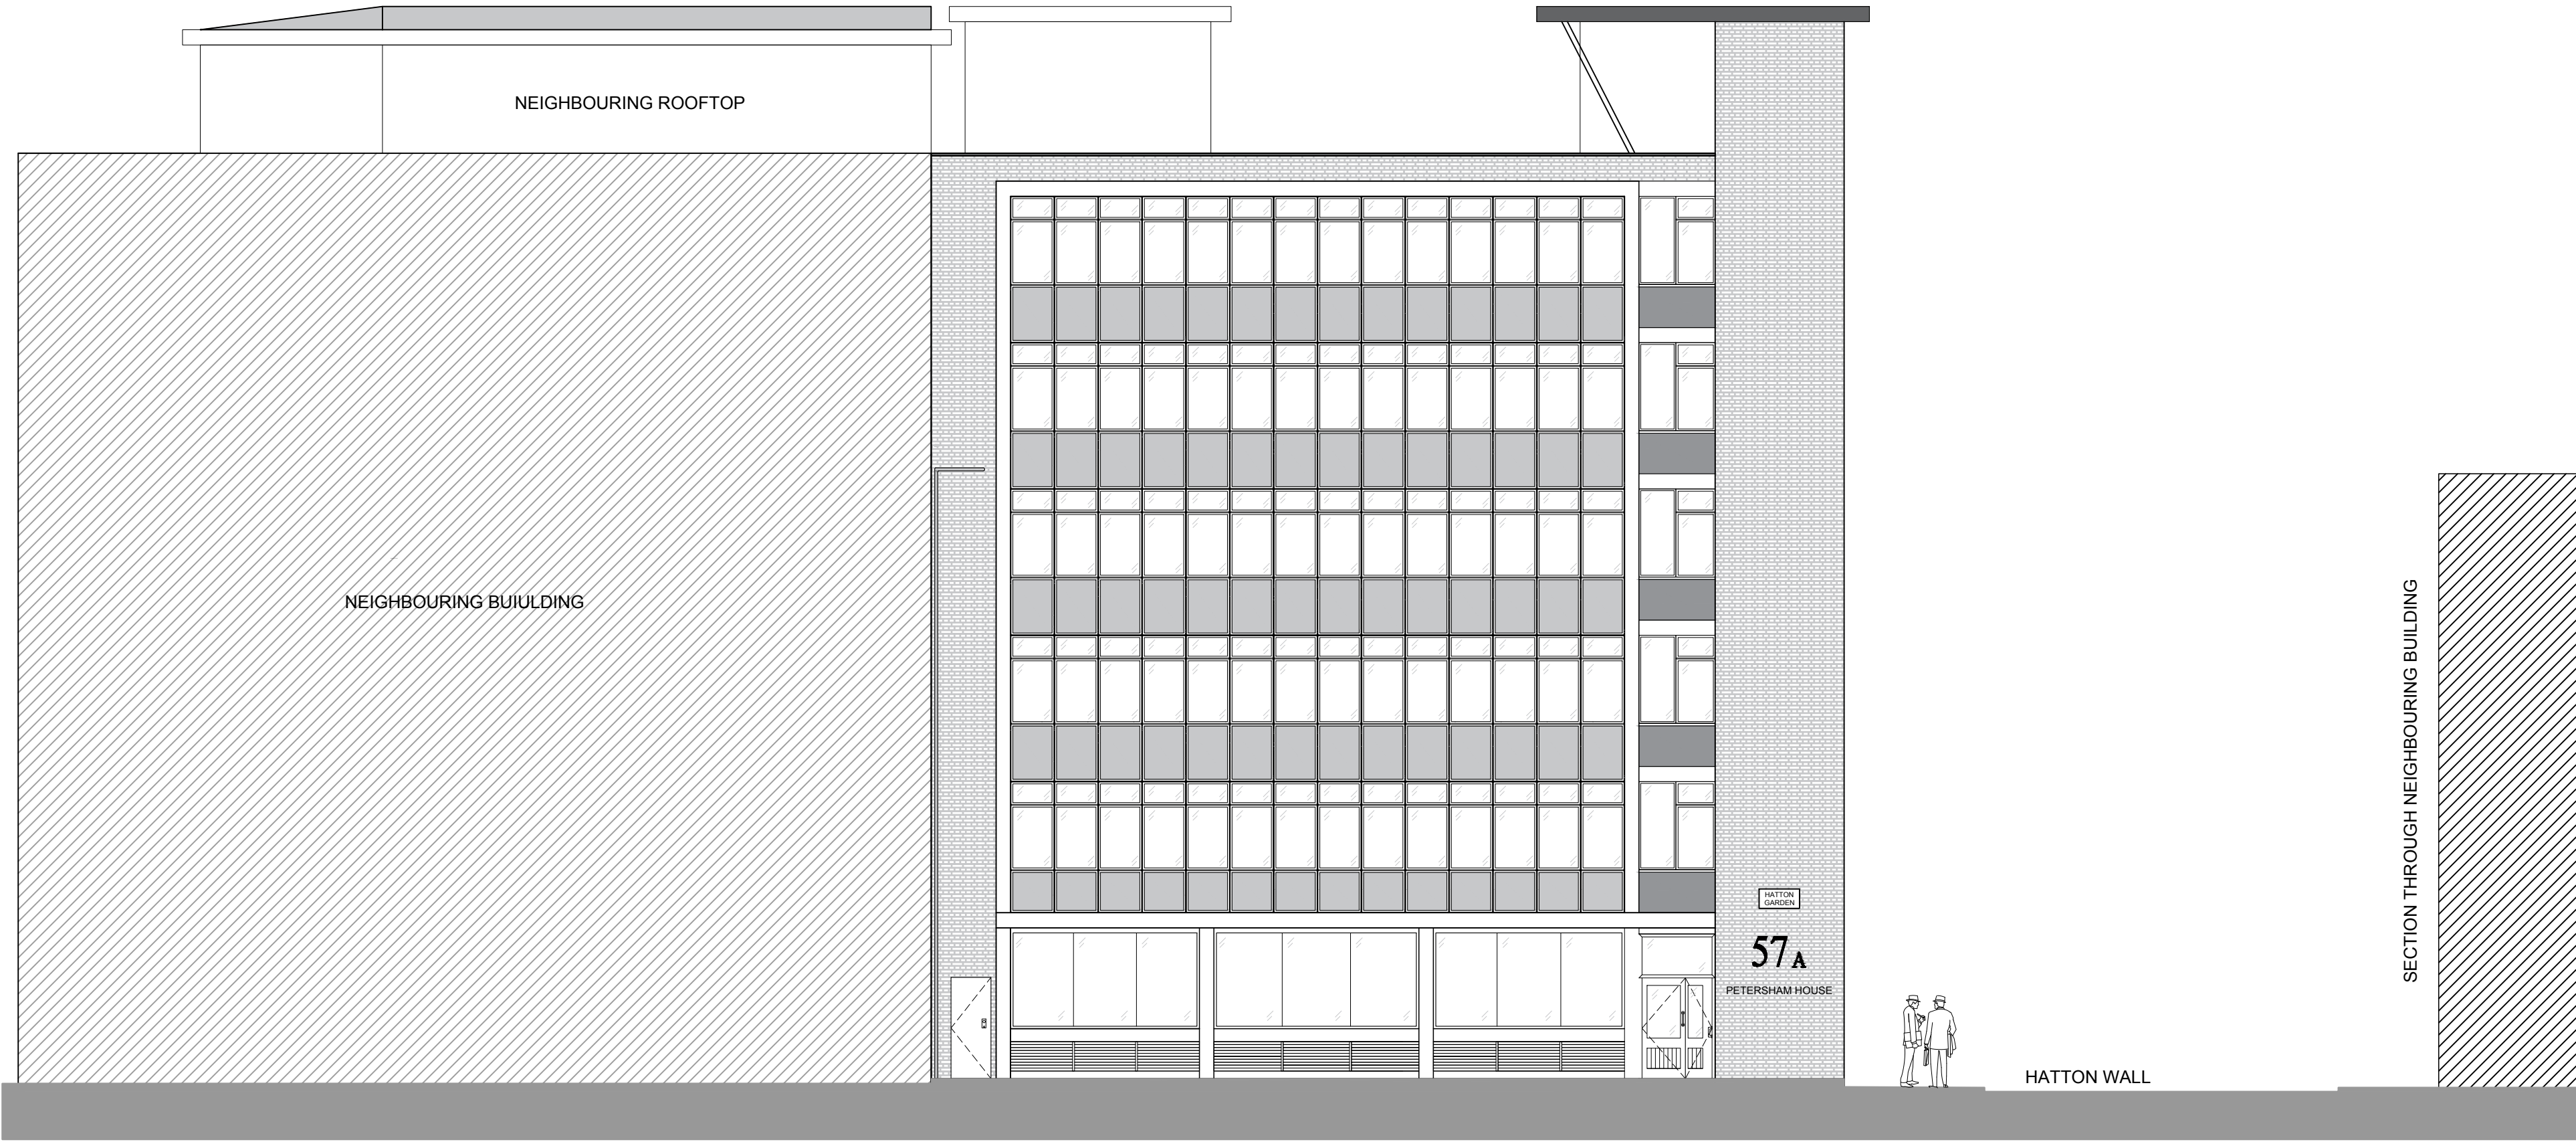 NEIGHBOURING ROOFTOP
NEIGHBOURING BUIULDING
HATTON
GARDEN
57A
PETERSHAM HOUSE
HATTON WALL
SECTION THROUGH NEIGHBOURING BUILDING